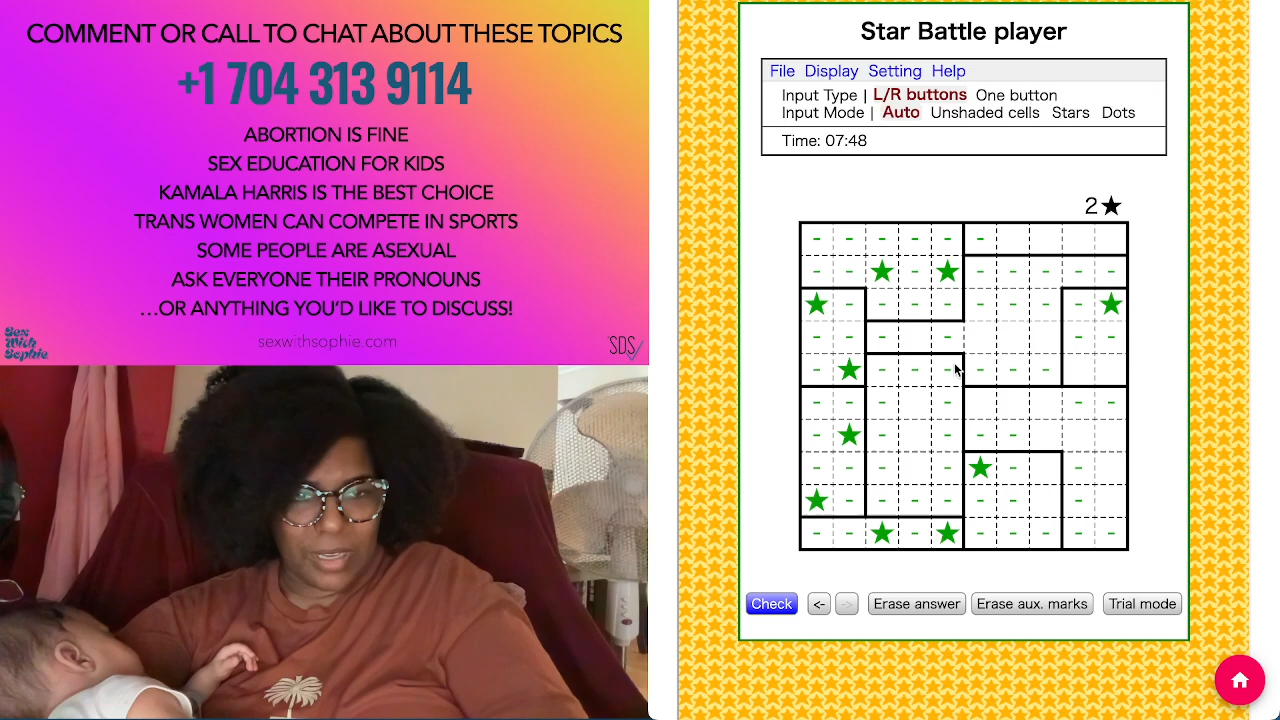 COMMENT OR CALL TO CHAT ABOUT THESE TOPICS
+1 704 313 9114
ABORTION IS FINE
SEX EDUCATION FOR KIDS
KAMALA HARRIS IS THE BEST CHOICE
TRANS WOMEN CAN COMPETE IN SPORTS
SOME PEOPLE ARE ASEXUAL
ASK EVERYONE THEIR PRONOUNS
…OR ANYTHING YOU'D LIKE TO DISCUSS!
Sex
With
Sophie
sexwithsophie.com
SDS
Star Battle player
File Display Setting Help
Input Type | L/R buttons One button
Input Mode | Auto Unshaded cells Stars Dots
Time: 07:48
2★
Check <- -> Erase answer Erase aux. marks Trial mode